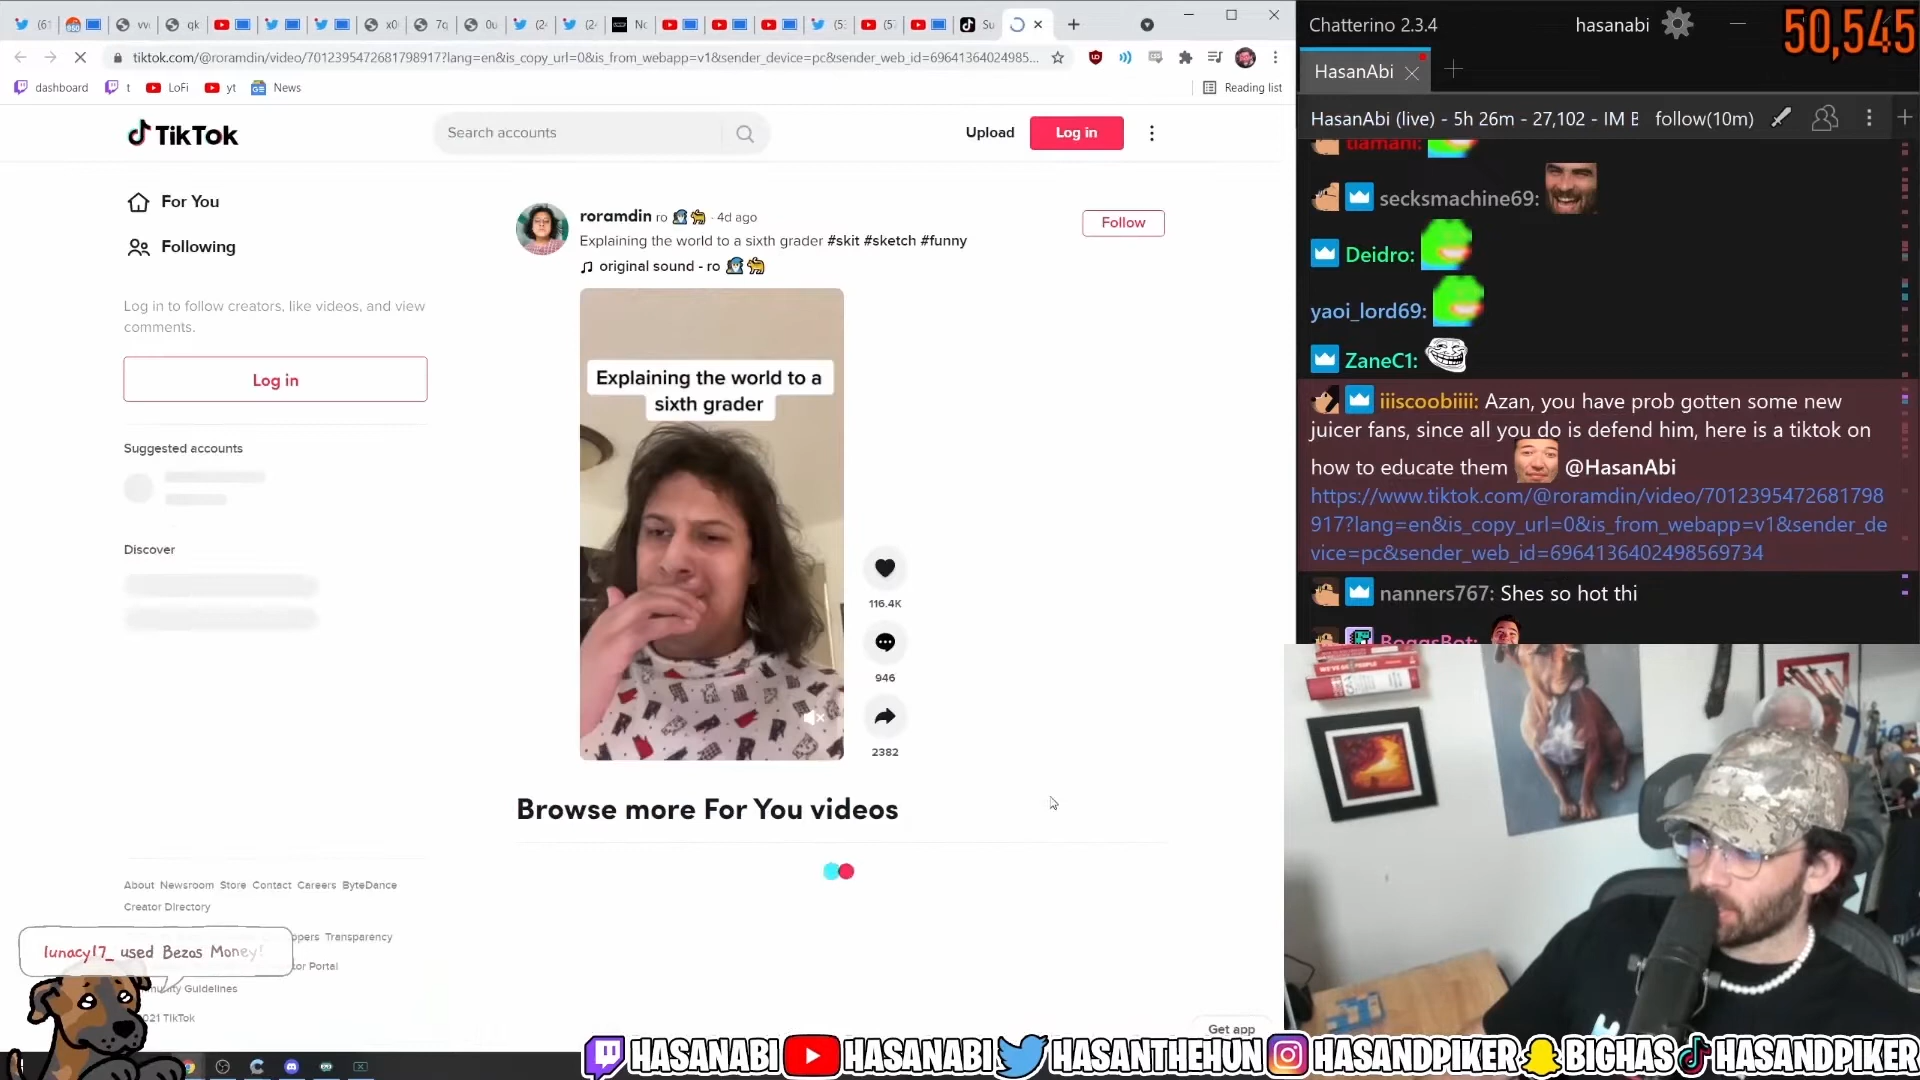 tiktok.com/@roramdin/video/7012395472681798917?lang=en&is_copy_url=0&is_from_webapp=v1&sender_device=pc&sender_web_id=69641364024985...
dashboard
t
LoFi
yt
News
Reading list
TikTok
Search accounts
Upload
Log in
For You
Following
Log in to follow creators, like videos, and view
comments.
Log in
Suggested accounts
Discover
About Newsroom Store Contact Careers ByteDance
Creator Directory
Transparency
Guidelines
TikTok
lunacy17_ used Bezos Money!
roramdin ro · 4d ago
Follow
Explaining the world to a sixth grader #skit #sketch #funny
original sound - ro
Explaining the world to a
sixth grader
116.4K
946
2382
Browse more For You videos
Get app
Chatterino 2.3.4
hasanabi
50,545
HasanAbi
HasanAbi (live) - 5h 26m - 27,102 - IM B
follow(10m)
tiamani:
secksmachine69:
Deidro:
yaoi_lord69:
ZaneC1:
iiiscoobiiii: Azan, you have prob gotten some new
juicer fans, since all you do is defend him, here is a tiktok on
how to educate them @HasanAbi
https://www.tiktok.com/@roramdin/video/7012395472681798
917?lang=en&is_copy_url=0&is_from_webapp=v1&sender_de
vice=pc&sender_web_id=6964136402498569734
nanners767: Shes so hot thi
BoggsBot:
HASANABI HASANABI HASANTHEHUN HASANDPIKER BIGHAS HASANDPIKER